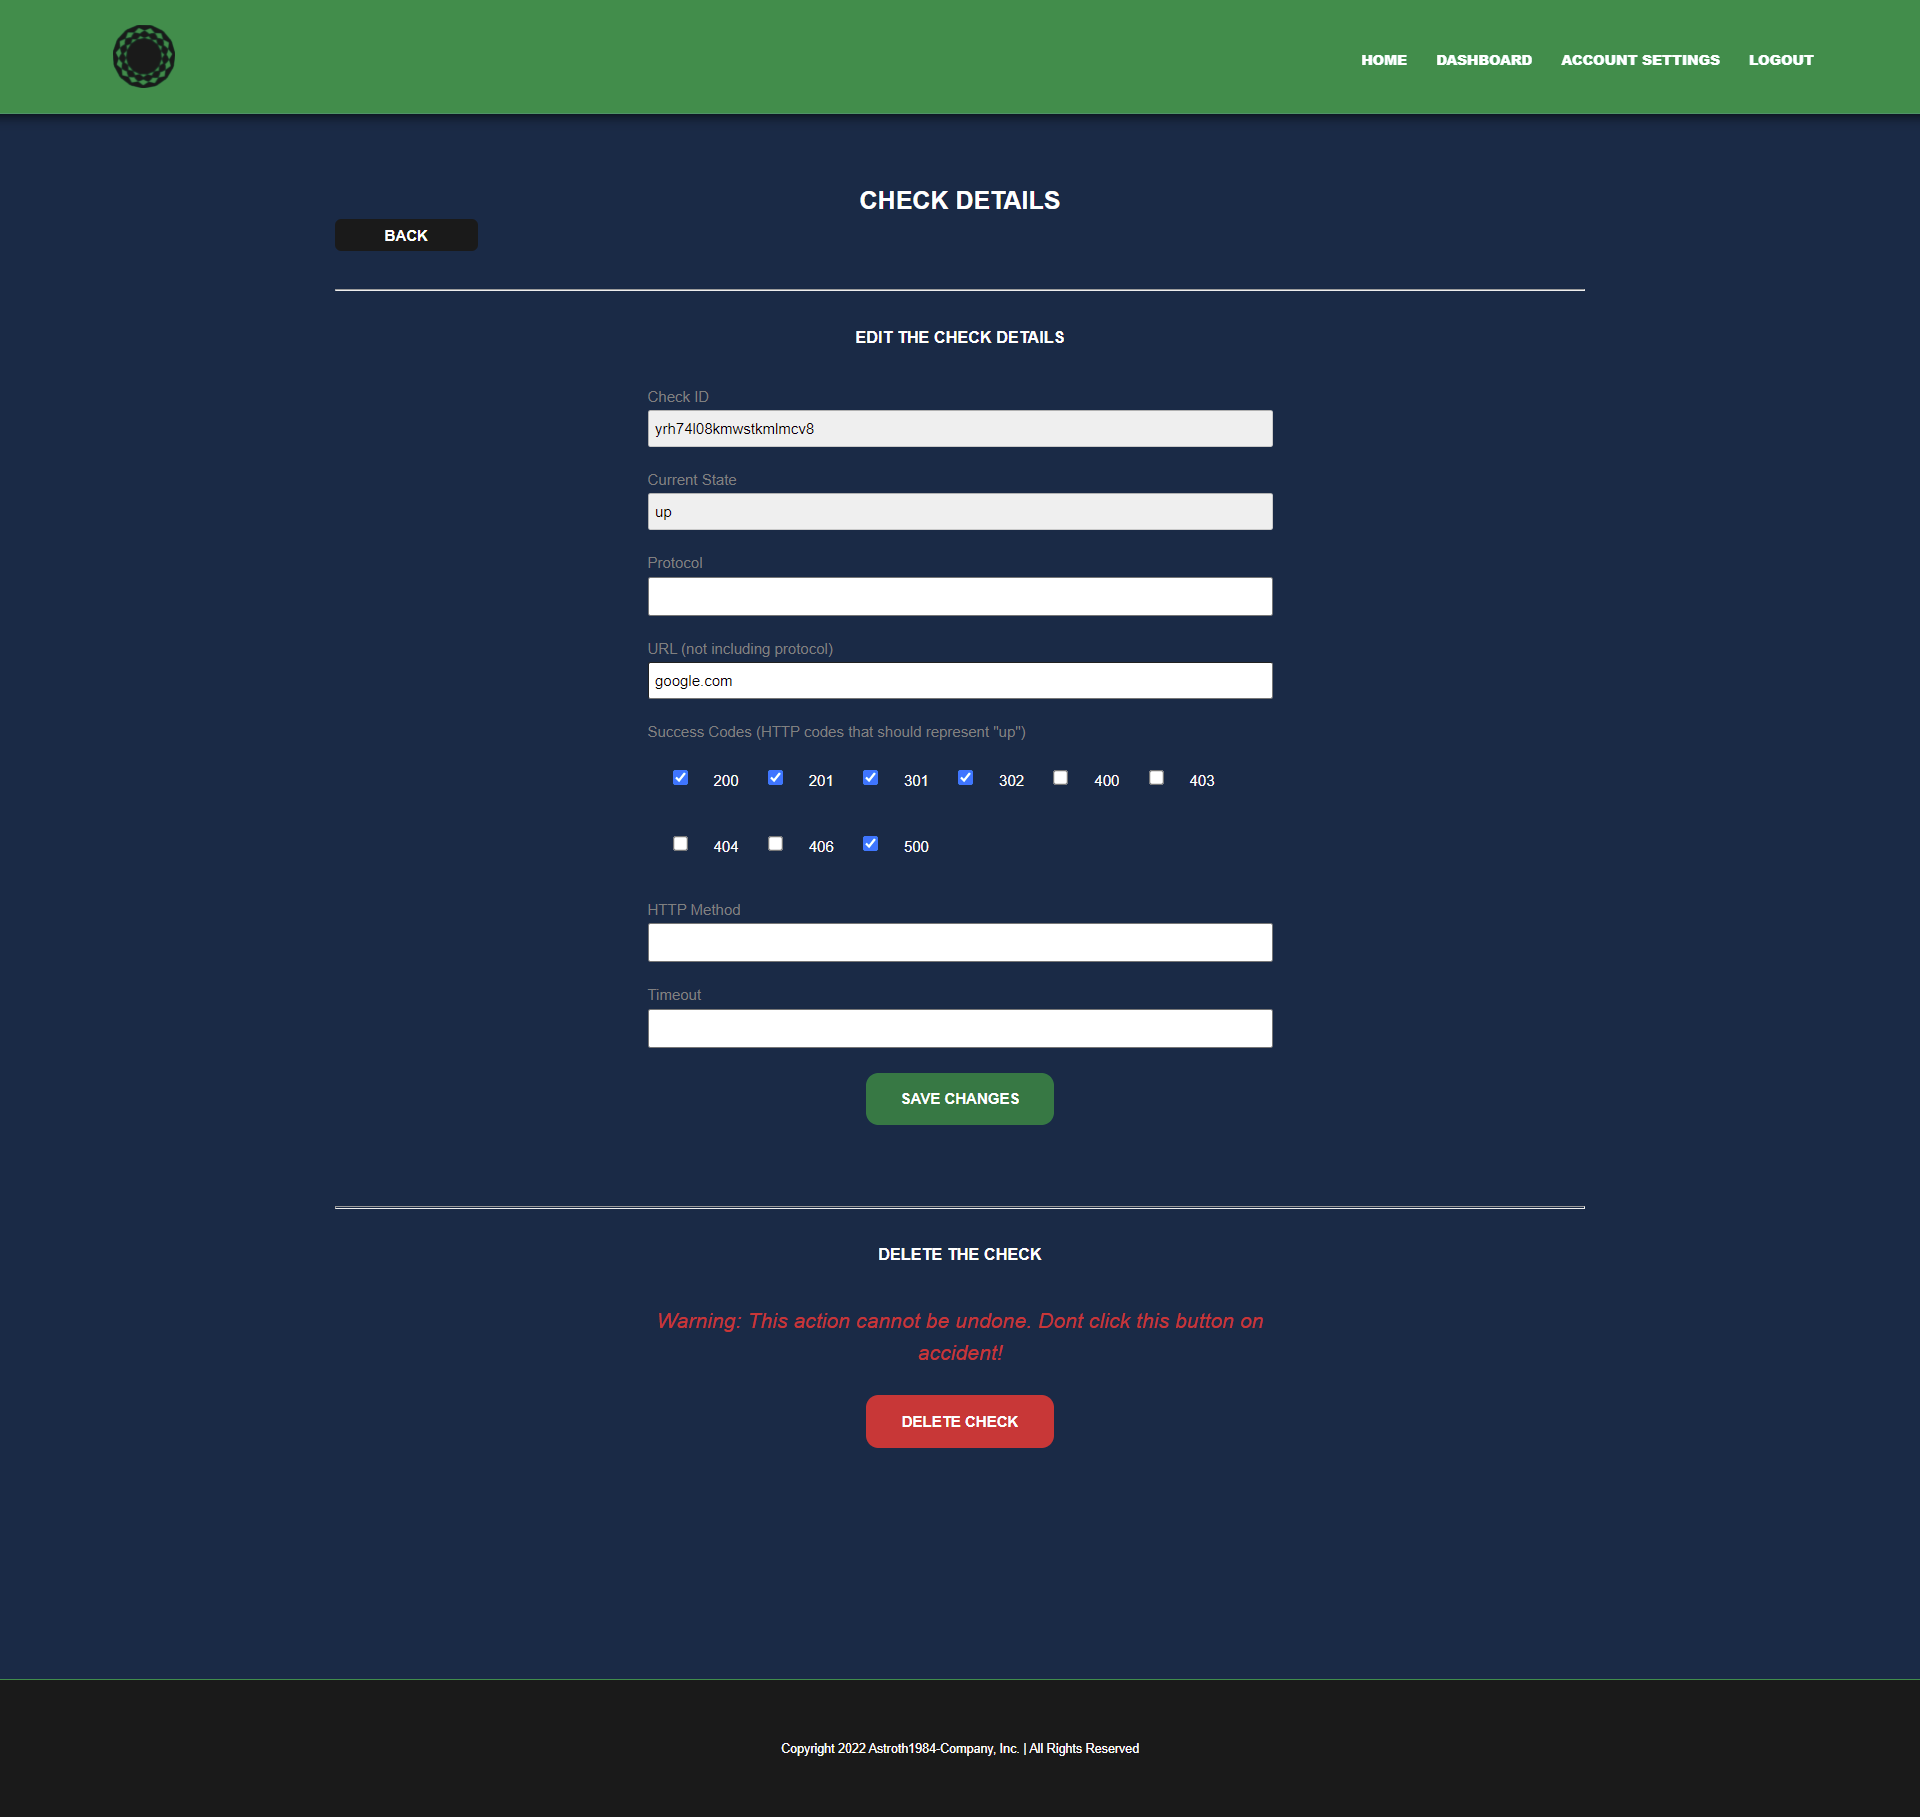 HOME DASHBOARD ACCOUNT SETTINGS LOGOUT
CHECK DETAILS
BACK
EDIT THE CHECK DETAILS
Check ID
yrh74l08kmwstkmlmcv8
Current State
up
Protocol
URL (not including protocol)
google.com
Success Codes (HTTP codes that should represent "up")
200 201 301 302 400 403
404 406 500
HTTP Method
Timeout
SAVE CHANGES
DELETE THE CHECK
Warning: This action cannot be undone. Dont click this button on
accident!
DELETE CHECK
Copyright 2022 Astroth1984-Company, Inc. | All Rights Reserved